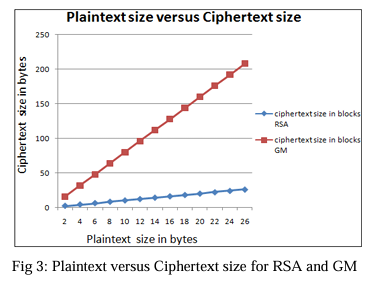 Plaintext size versus Ciphertext size
Ciphertext size in bytes
250
200
150
100
50
0
2 4 6 8 10 12 14 16 18 20 22 24 26
Plaintext size in bytes
ciphertext size in blocks
RSA
ciphertext size in blocks
GM
Fig 3: Plaintext versus Ciphertext size for RSA and GM